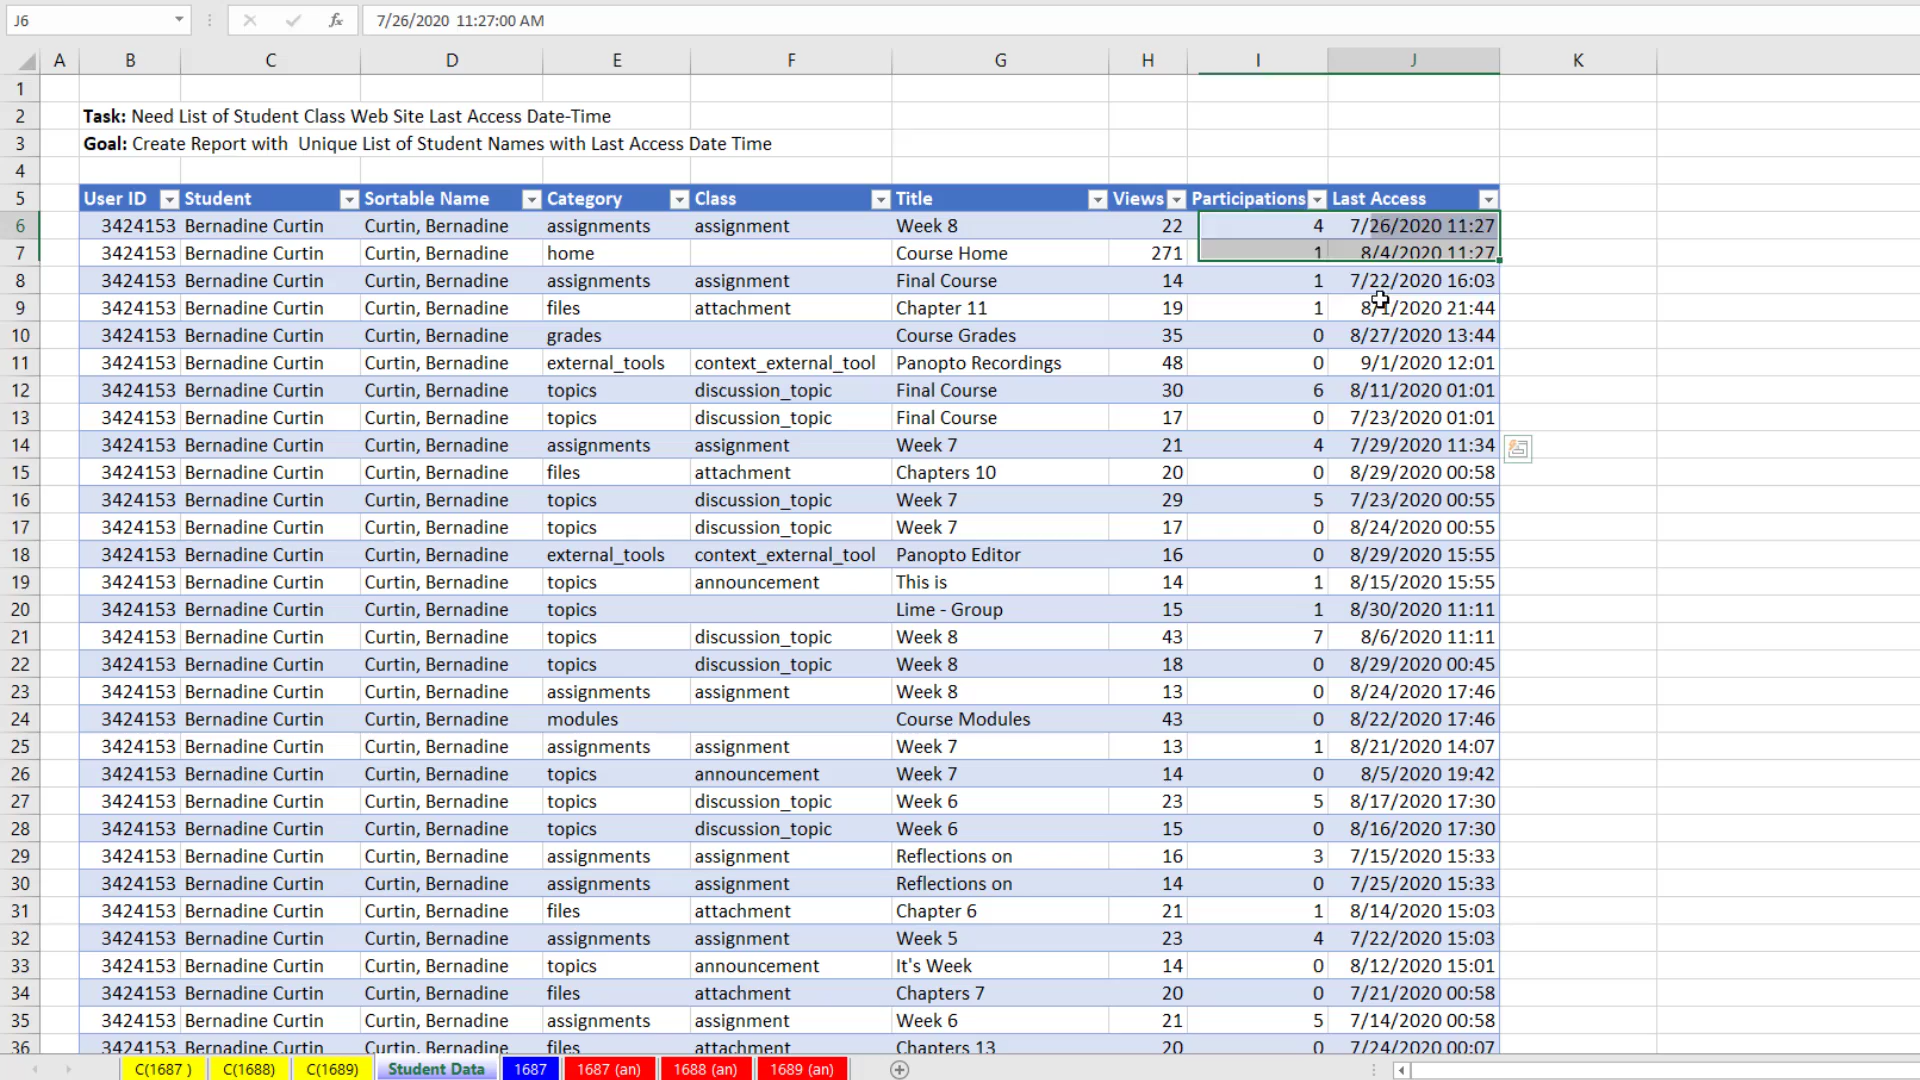 J6 fx 7/26/2020 11:27:00 AM
A B C D E F G H I J K
1
2 Task: Need List of Student Class Web Site Last Access Date-Time
3 Goal: Create Report with Unique List of Student Names with Last Access Date Time
4
5 User ID Student Sortable Name Category Class Title Views Participations Last Access
6 3424153 Bernadine Curtin Curtin, Bernadine assignments assignment Week 8 22 4 7/26/2020 11:27
7 3424153 Bernadine Curtin Curtin, Bernadine home Course Home 271 1 8/4/2020 11:27
8 3424153 Bernadine Curtin Curtin, Bernadine assignments assignment Final Course 14 1 7/22/2020 16:03
9 3424153 Bernadine Curtin Curtin, Bernadine files attachment Chapter 11 19 1 8/1/2020 21:44
10 3424153 Bernadine Curtin Curtin, Bernadine grades Course Grades 35 0 8/27/2020 13:44
11 3424153 Bernadine Curtin Curtin, Bernadine external_tools context_external_tool Panopto Recordings 48 0 9/1/2020 12:01
12 3424153 Bernadine Curtin Curtin, Bernadine topics discussion_topic Final Course 30 6 8/11/2020 01:01
13 3424153 Bernadine Curtin Curtin, Bernadine topics discussion_topic Final Course 17 0 7/23/2020 01:01
14 3424153 Bernadine Curtin Curtin, Bernadine assignments assignment Week 7 21 4 7/29/2020 11:34
15 3424153 Bernadine Curtin Curtin, Bernadine files attachment Chapters 10 20 0 8/29/2020 00:58
16 3424153 Bernadine Curtin Curtin, Bernadine topics discussion_topic Week 7 29 5 7/23/2020 00:55
17 3424153 Bernadine Curtin Curtin, Bernadine topics discussion_topic Week 7 17 0 8/24/2020 00:55
18 3424153 Bernadine Curtin Curtin, Bernadine external_tools context_external_tool Panopto Editor 16 0 8/29/2020 15:55
19 3424153 Bernadine Curtin Curtin, Bernadine topics announcement This is 14 1 8/15/2020 15:55
20 3424153 Bernadine Curtin Curtin, Bernadine topics Lime - Group 15 1 8/30/2020 11:11
21 3424153 Bernadine Curtin Curtin, Bernadine topics discussion_topic Week 8 43 7 8/6/2020 11:11
22 3424153 Bernadine Curtin Curtin, Bernadine topics discussion_topic Week 8 18 0 8/29/2020 00:45
23 3424153 Bernadine Curtin Curtin, Bernadine assignments assignment Week 8 13 0 8/24/2020 17:46
24 3424153 Bernadine Curtin Curtin, Bernadine modules Course Modules 43 0 8/22/2020 17:46
25 3424153 Bernadine Curtin Curtin, Bernadine assignments assignment Week 7 13 1 8/21/2020 14:07
26 3424153 Bernadine Curtin Curtin, Bernadine topics announcement Week 7 14 0 8/5/2020 19:42
27 3424153 Bernadine Curtin Curtin, Bernadine topics discussion_topic Week 6 23 5 8/17/2020 17:30
28 3424153 Bernadine Curtin Curtin, Bernadine topics discussion_topic Week 6 15 0 8/16/2020 17:30
29 3424153 Bernadine Curtin Curtin, Bernadine assignments assignment Reflections on 16 3 7/15/2020 15:33
30 3424153 Bernadine Curtin Curtin, Bernadine assignments assignment Reflections on 14 0 7/25/2020 15:33
31 3424153 Bernadine Curtin Curtin, Bernadine files attachment Chapter 6 21 1 8/14/2020 15:03
32 3424153 Bernadine Curtin Curtin, Bernadine assignments assignment Week 5 23 4 7/22/2020 15:03
33 3424153 Bernadine Curtin Curtin, Bernadine topics announcement It's Week 14 0 8/12/2020 15:01
34 3424153 Bernadine Curtin Curtin, Bernadine files attachment Chapters 7 20 0 7/21/2020 00:58
35 3424153 Bernadine Curtin Curtin, Bernadine assignments assignment Week 6 21 5 7/14/2020 00:58
36 3424153 Bernadine Curtin Curtin, Bernadine files attachment Chapters 13 20 0 7/24/2020 00:07
C(1687 ) C(1688) C(1689) Student Data 1687 1687 (an) 1688 (an) 1689 (an)